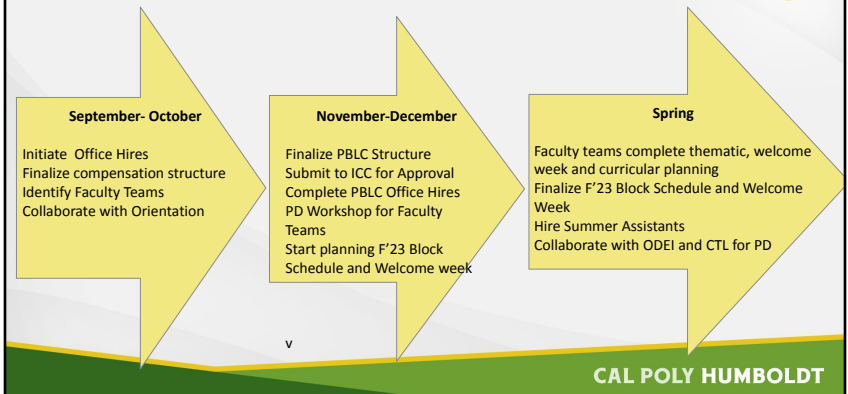 September- October
Initiate  Office Hires
Finalize compensation structure
Identify Faculty Teams
Collaborate with Orientation
November-December
Finalize PBLC Structure
Submit to ICC for Approval
Complete PBLC Office Hires
PD Workshop for Faculty
Teams
Start planning F'23 Block
Schedule and Welcome week
v
Spring
Faculty teams complete thematic, welcome
week and curricular planning
Finalize F'23 Block Schedule and Welcome
Week
Hire Summer Assistants
Collaborate with ODEI and CTL for PD
CAL POLY HUMBOLDT